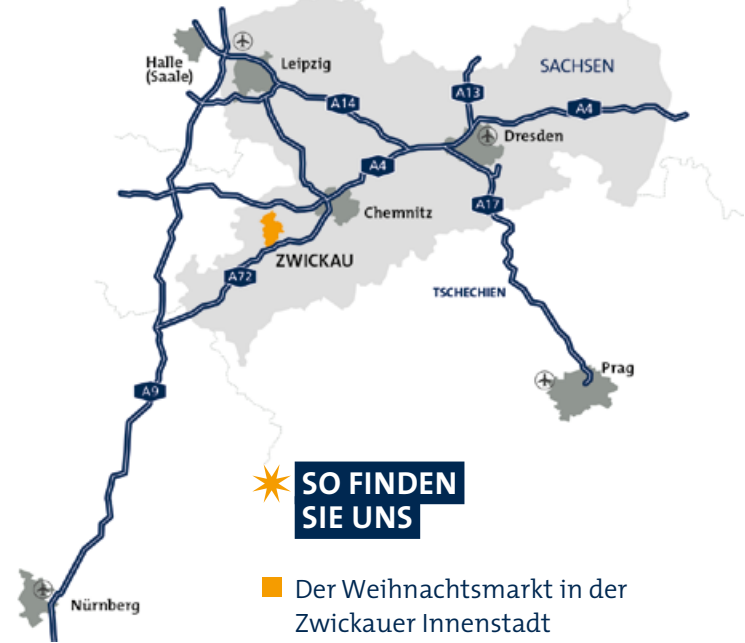 Halle
(Saale)
Leipzig
SACHSEN
A14
A13
A4
Dresden
A4
Chemnitz
A17
ZWICKAU
A72
TSCHECHIEN
Prag
A9
SO FINDEN
SIE UNS
Der Weihnachtsmarkt in der
Zwickauer Innenstadt
Nürnberg